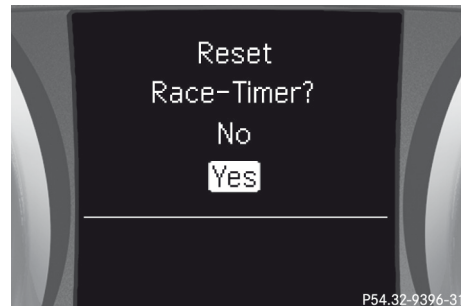 Reset
Race-Timer?
No
Yes
P54.32-9396-31